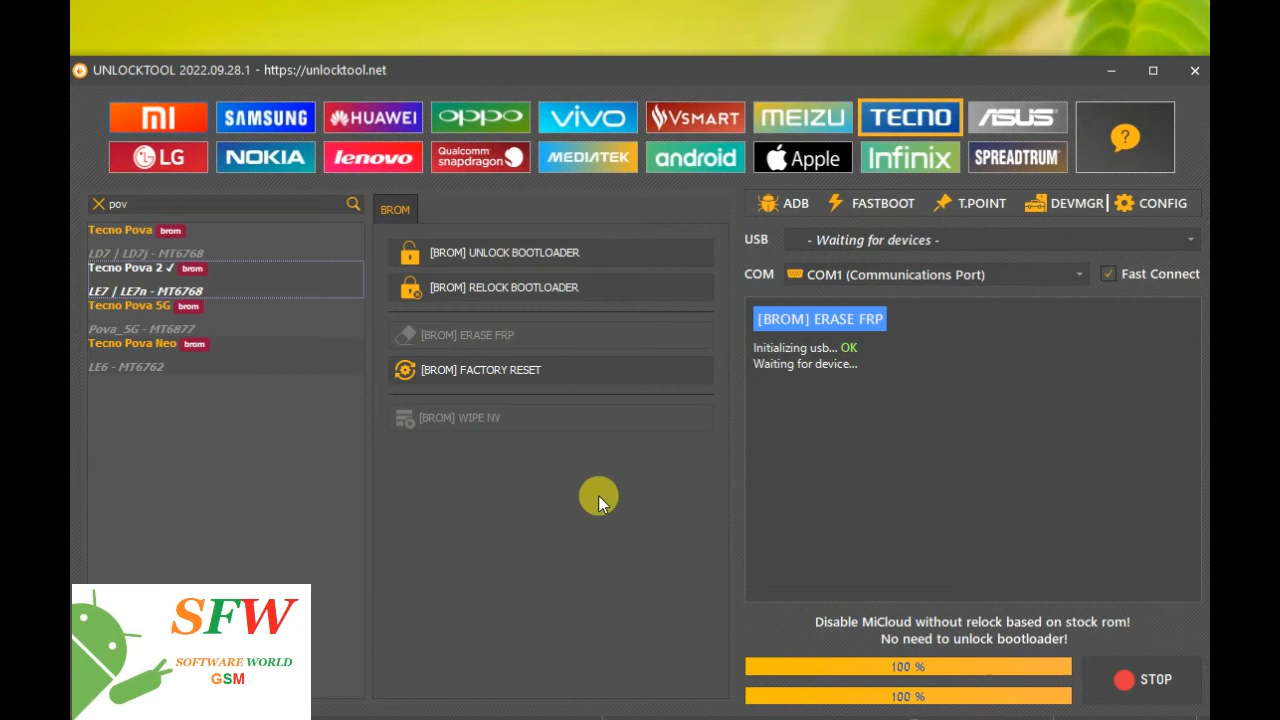 UNLOCKTOOL 2022.09.28.1 - https://unlocktool.net
MI SAMSUNG HUAWEI oppo vivo VSMART MEIZU TECNO ASUS ?
LG NOKIA lenovo Qualcomm snapdragon MEDIATEK android Apple Infinix SPREADTRUM
pov
BROM
ADB FASTBOOT T.POINT DEVMGR CONFIG
Tecno Pova brom
LD7 | LD7j - MT6768
Tecno Pova 2 ✓ brom
LE7 | LE7n - MT6768
Tecno Pova 5G brom
Pova_5G - MT6877
Tecno Pova Neo brom
LE6 - MT6762
[BROM] UNLOCK BOOTLOADER
[BROM] RELOCK BOOTLOADER
[BROM] ERASE FRP
[BROM] FACTORY RESET
[BROM] WIPE NV
USB - Waiting for devices -
COM COM1 (Communications Port) Fast Connect
[BROM] ERASE FRP
Initializing usb... OK
Waiting for device...
Disable MiCloud without relock based on stock rom!
No need to unlock bootloader!
100 %
100 %
STOP
SFW
SOFTWARE WORLD
GSM